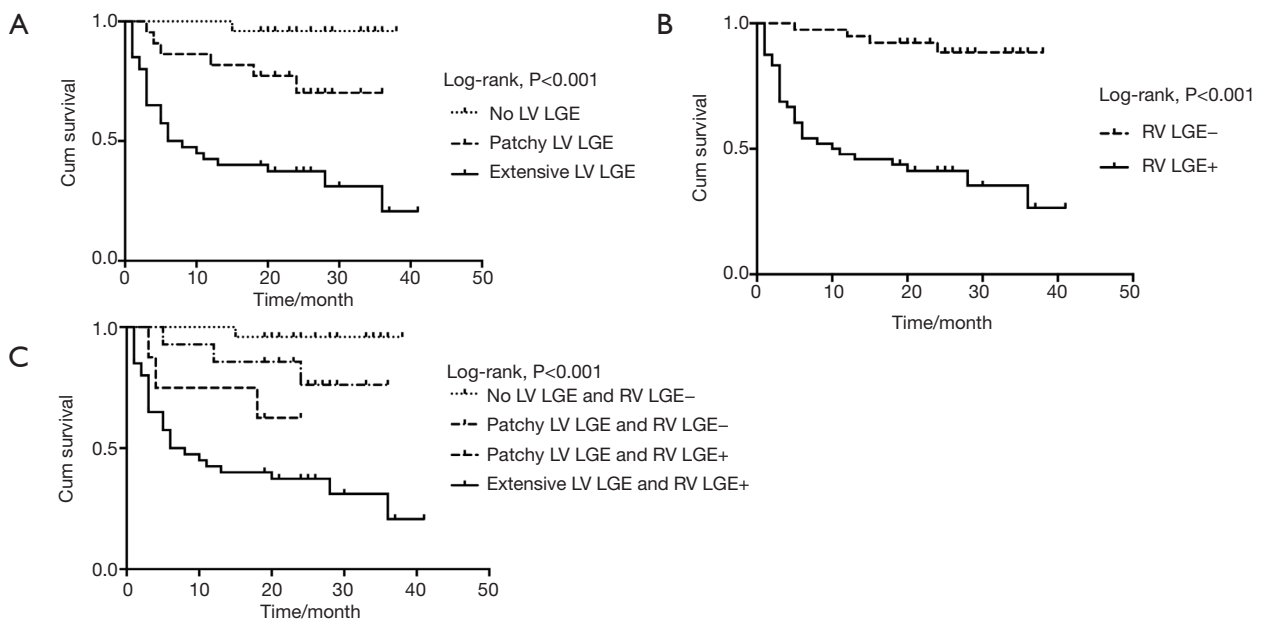 A
1.0
0.5
0.0
Cum survival
0 10 20 30 40 50
Time/month
Log-rank, P<0.001
No LV LGE
Patchy LV LGE
Extensive LV LGE
B
1.0
0.5
0.0
Cum survival
0 10 20 30 40 50
Time/month
Log-rank, P<0.001
RV LGE−
RV LGE+
C
1.0
0.5
0.0
Cum survival
0 10 20 30 40 50
Time/month
Log-rank, P<0.001
No LV LGE and RV LGE−
Patchy LV LGE and RV LGE−
Patchy LV LGE and RV LGE+
Extensive LV LGE and RV LGE+